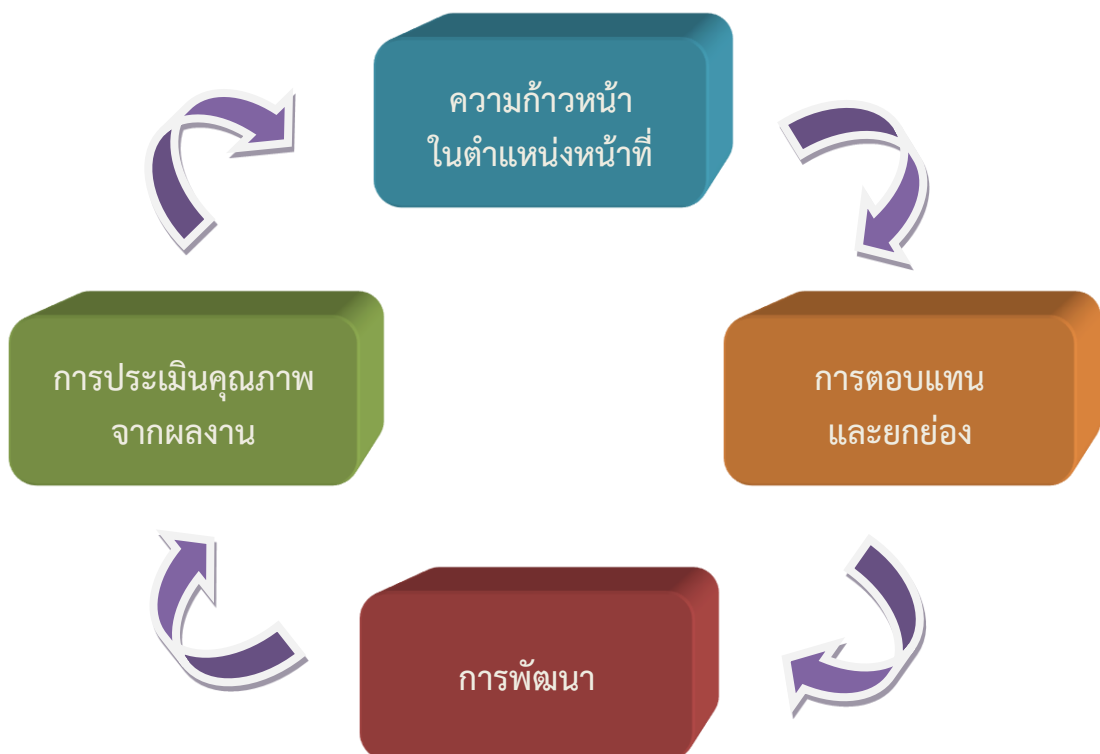 ความก้าวหน้า
ในตำแหน่งหน้าที่
การประเมินคุณภาพ
จากผลงาน
การตอบแทน
และยกย่อง
การพัฒนา